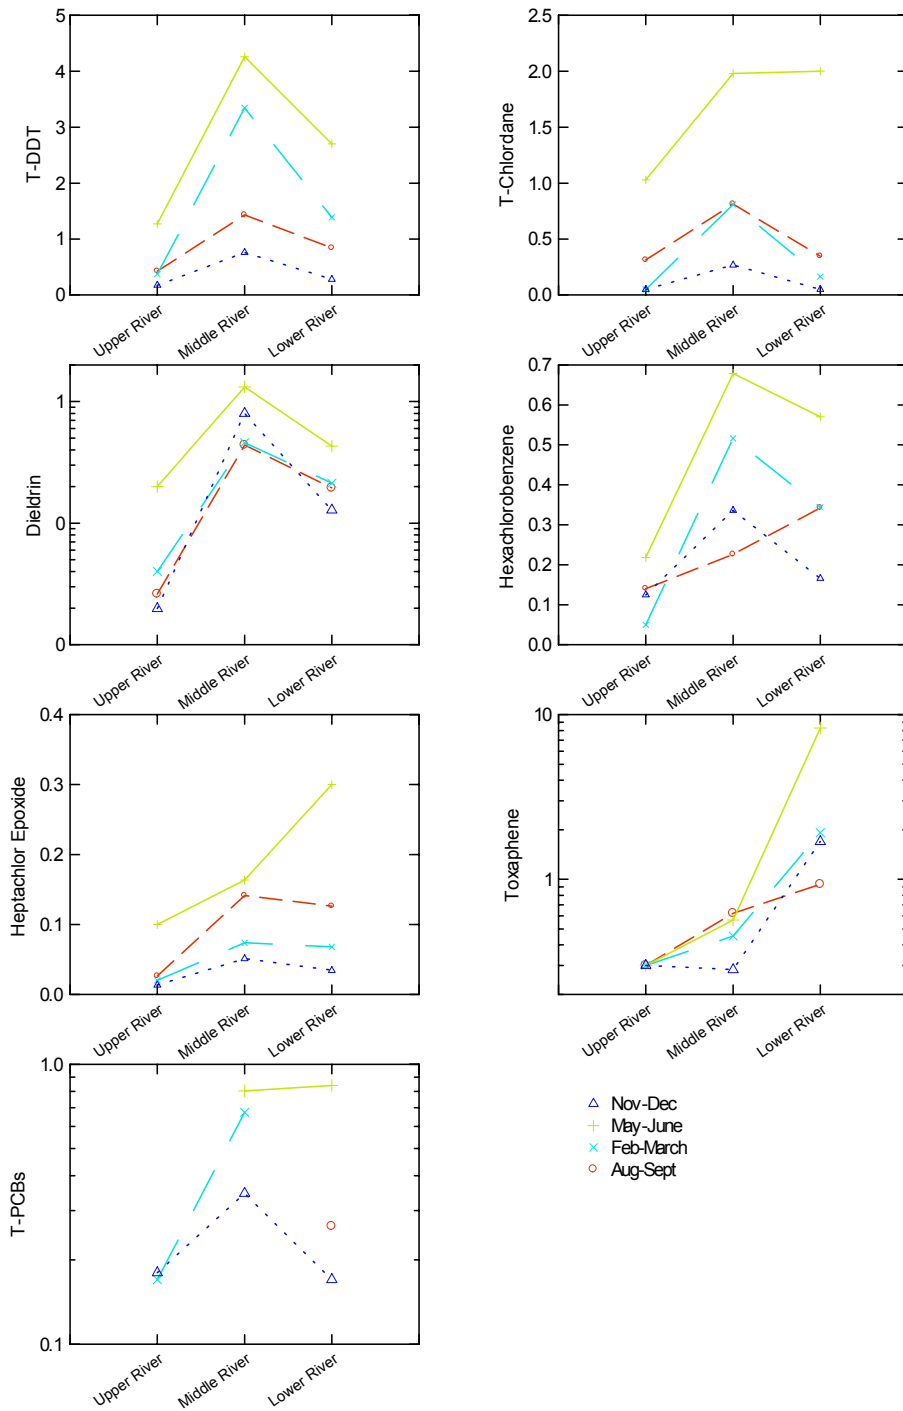 5
4
3
2
1
0
T-DDT
Upper River
Middle River
Lower River
2.5
2.0
1.5
1.0
0.5
0.0
T-Chlordane
Upper River
Middle River
Lower River
1
0
0
Dieldrin
Upper River
Middle River
Lower River
0.7
0.6
0.5
0.4
0.3
0.2
0.1
0.0
Hexachlorobenzene
Upper River
Middle River
Lower River
0.4
0.3
0.2
0.1
0.0
Heptachlor Epoxide
Upper River
Middle River
Lower River
10
1
Toxaphene
Upper River
Middle River
Lower River
1.0
0.1
T-PCBs
Upper River
Middle River
Lower River
Nov-Dec
May-June
Feb-March
Aug-Sept